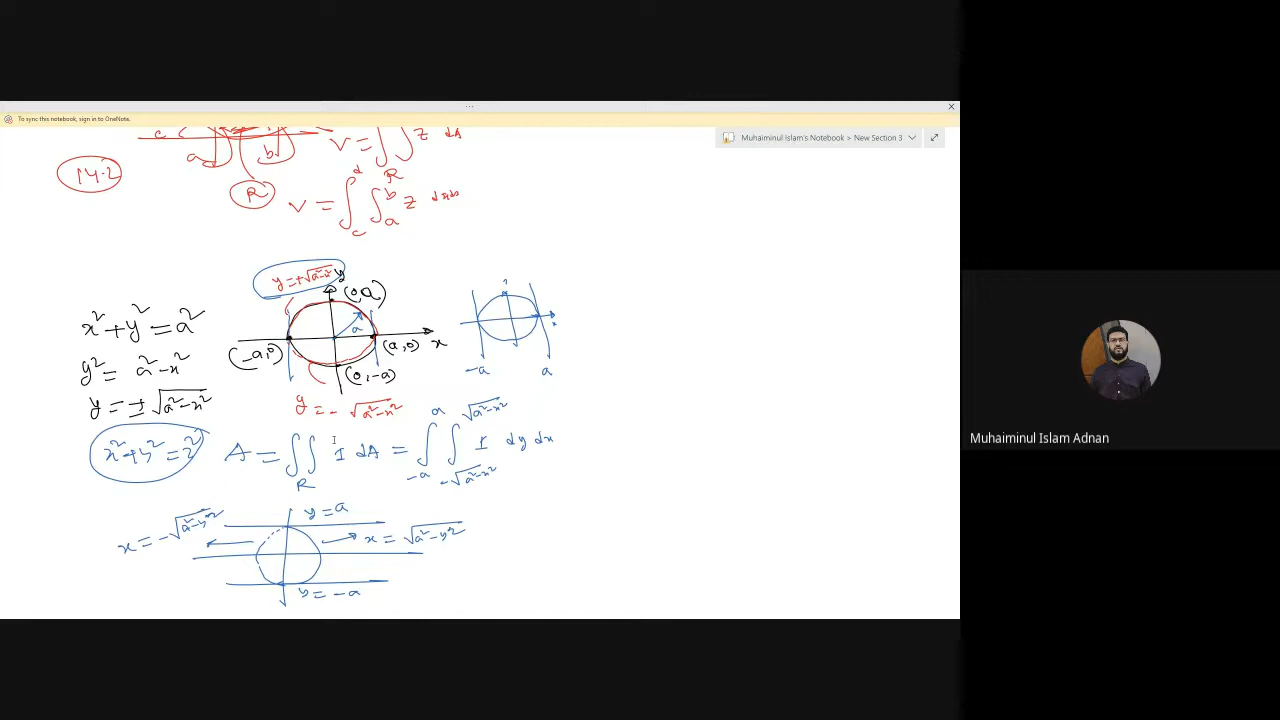 To sync this notebook, sign in to OneNote.
Muhaiminul Islam's Notebook > New Section 3
c
a
b
V = ∬ z dA
R
14.2
R
V = ∫_c^d ∫_a^b z
y = +√(a²-x²)
y
(0, a)
x² + y² = a²
a
(-a, 0)
(a, 0)
x
y² = a² - x²
(0, -a)
-a
a
y = ± √(a²-x²)
y = - √(a²-x²)
x² + y² = 2²
A = ∬_R 1 dA = ∫_{-a}^{a} ∫_{-√(a²-x²)}^{√(a²-x²)} 1 dy dx
y = a
x = -√(a²-y²)
x = √(a²-y²)
y = -a
Muhaiminul Islam Adnan